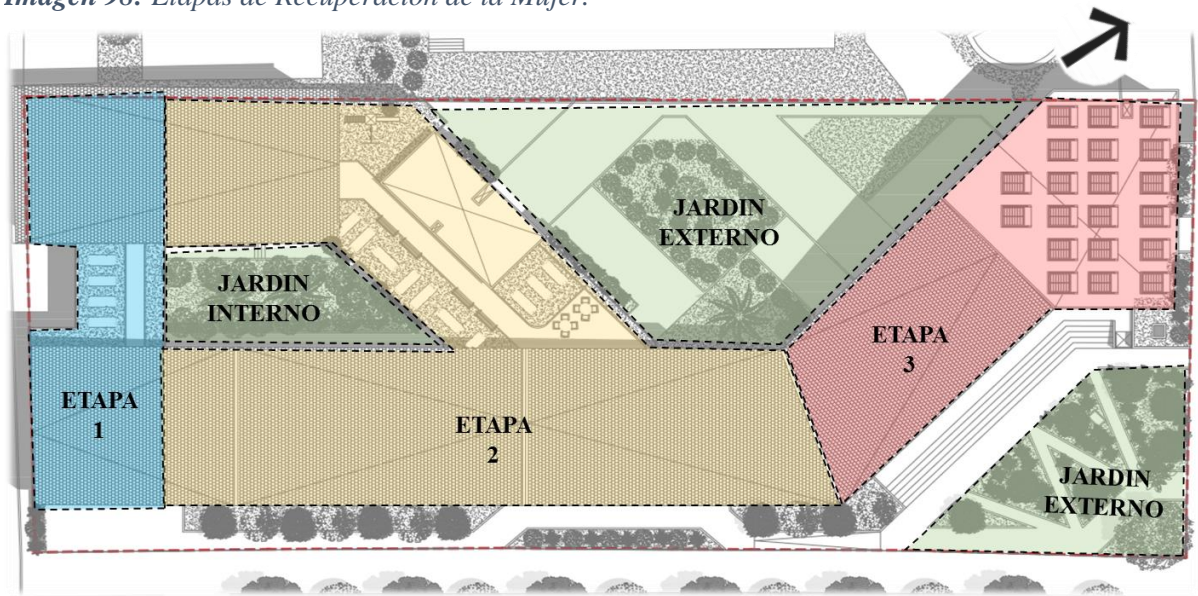 Imagen 98: Etapas de Recuperación de la Mujer.
JARDIN
EXTERNO
JARDIN
INTERNO
ETAPA
3
ETAPA
1
ETAPA
2
JARDIN
EXTERNO